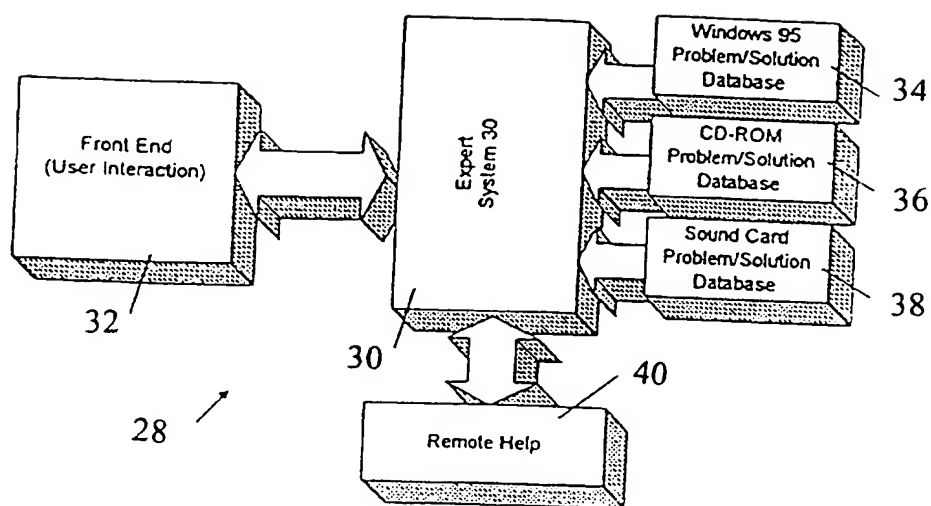 Windows 95
Problem/Solution
Database
34
Front End
(User Interaction)
Expert
System 30
CD-ROM
Problem/Solution
Database
36
Sound Card
Problem/Solution
Database
38
32
30
40
28
Remote Help